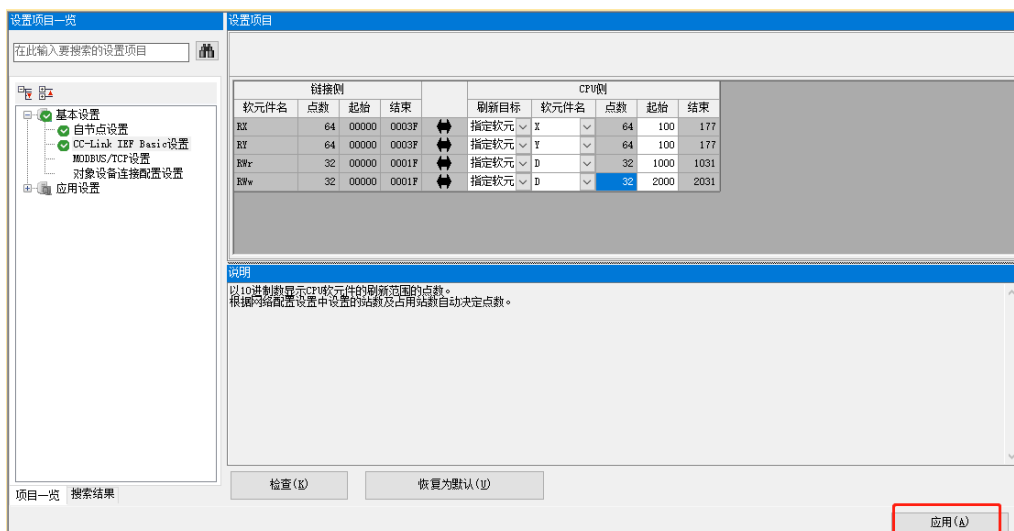 设置项目一览
设置项目
在此输入要搜索的设置项目
基本设置
自节点设置
CC-Link IEF Basic设置
MODBUS/TCP设置
对象设备连接配置设置
应用设置
链接侧 CPU侧
软元件名 点数 起始 结束 刷新目标 软元件名 点数 起始 结束
RX 64 00000 0003F 指定软元 X 64 100 177
RY 64 00000 0003F 指定软元 Y 64 100 177
RWr 32 00000 0001F 指定软元 D 32 1000 1031
RWw 32 00000 0001F 指定软元 D 32 2000 2031
说明
以10进制数显示CPU软元件的刷新范围的点数。
根据网络配置设置中设置的站数及占用站数自动决定点数。
检查(K) 恢复为默认(U)
项目一览 搜索结果
应用(A)